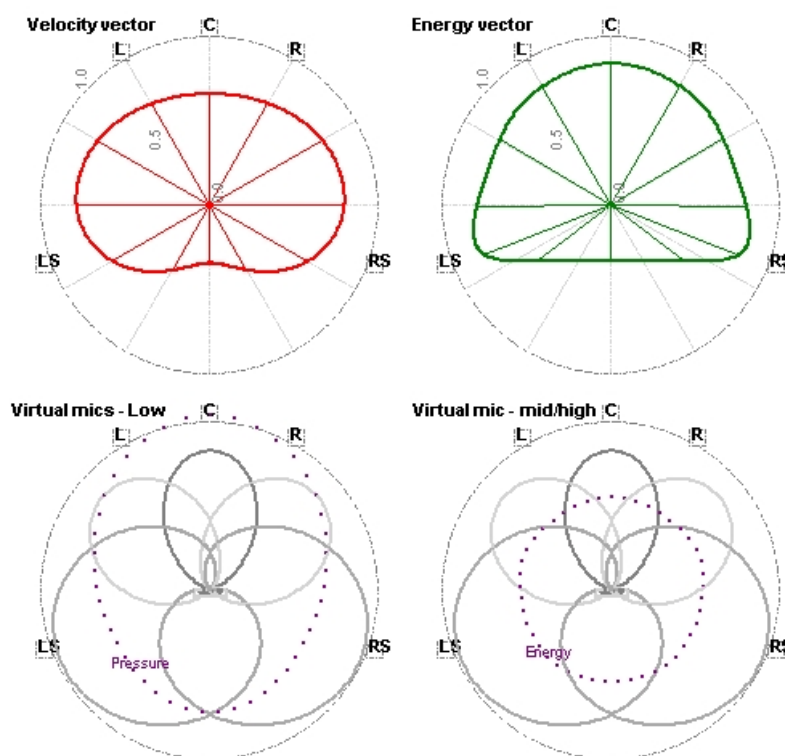 Velocity vector
C
Energy vector
C
L
R
L
R
1.0
1.0
0.5
0.5
0.0
0.0
LS
RS
LS
RS
Virtual mics - Low
C
Virtual mic - mid/high
C
L
R
L
R
LS
RS
LS
RS
Pressure
Energy